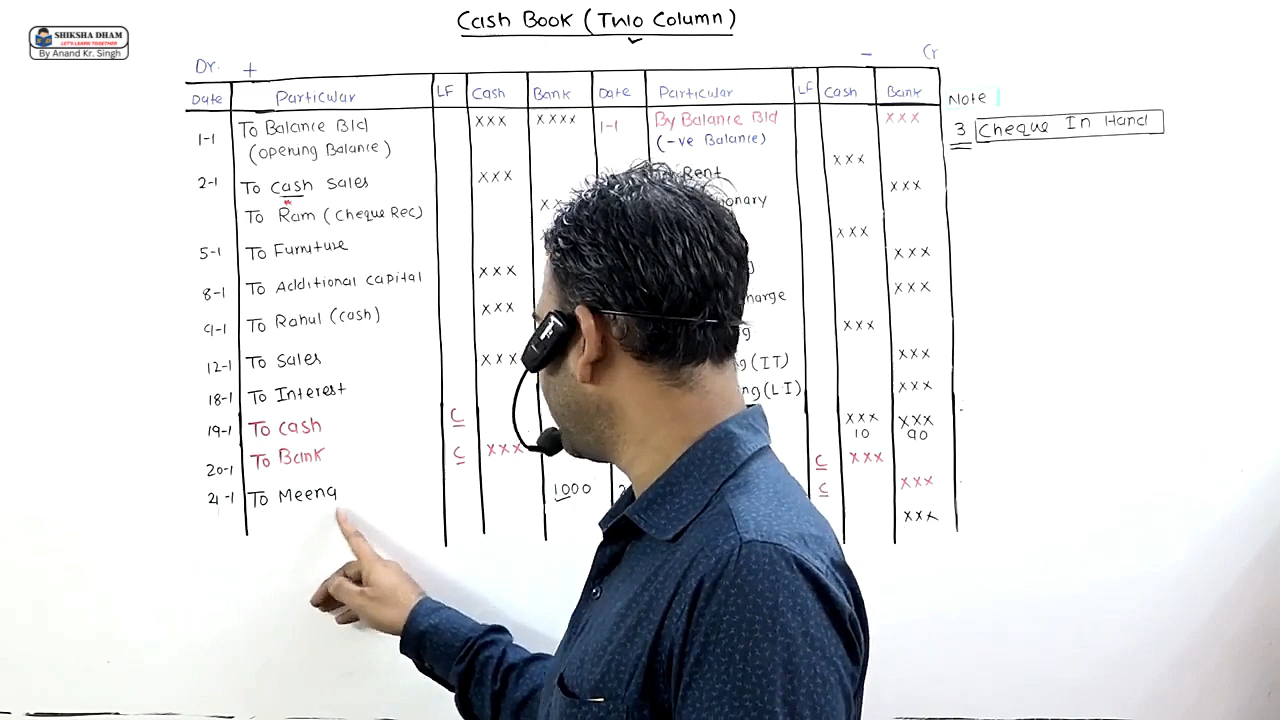 SHIKSHA DHAM
LET'S LEARN TOGETHER
By Anand Kr. Singh
Cash Book (Two Column)
Dr. + - Cr
Date Particular LF Cash Bank Date Particular LF Cash Bank
Note
3 Cheque In Hand
1-1 To Balance Bld xxx xxxx 1-1 By Balance Bld xxx
(opening Balance) (-ve Balance)
xxx
2-1 To cash sales xxx Rent xxx
To Ram (Cheque Rec)
5-1 To Furniture xxx
xxx
8-1 To Additional capital xxx xxx
9-1 To Rahul (cash) xxx
xxx
12-1 To Sales xxx (IT) xxx
18-1 To Interest (L.I) xxx
19-1 To cash C xxx xxx
10 90
20-1 To Bank C xxx C xxx
21-1 To Meena 1000 C xxx
xxx